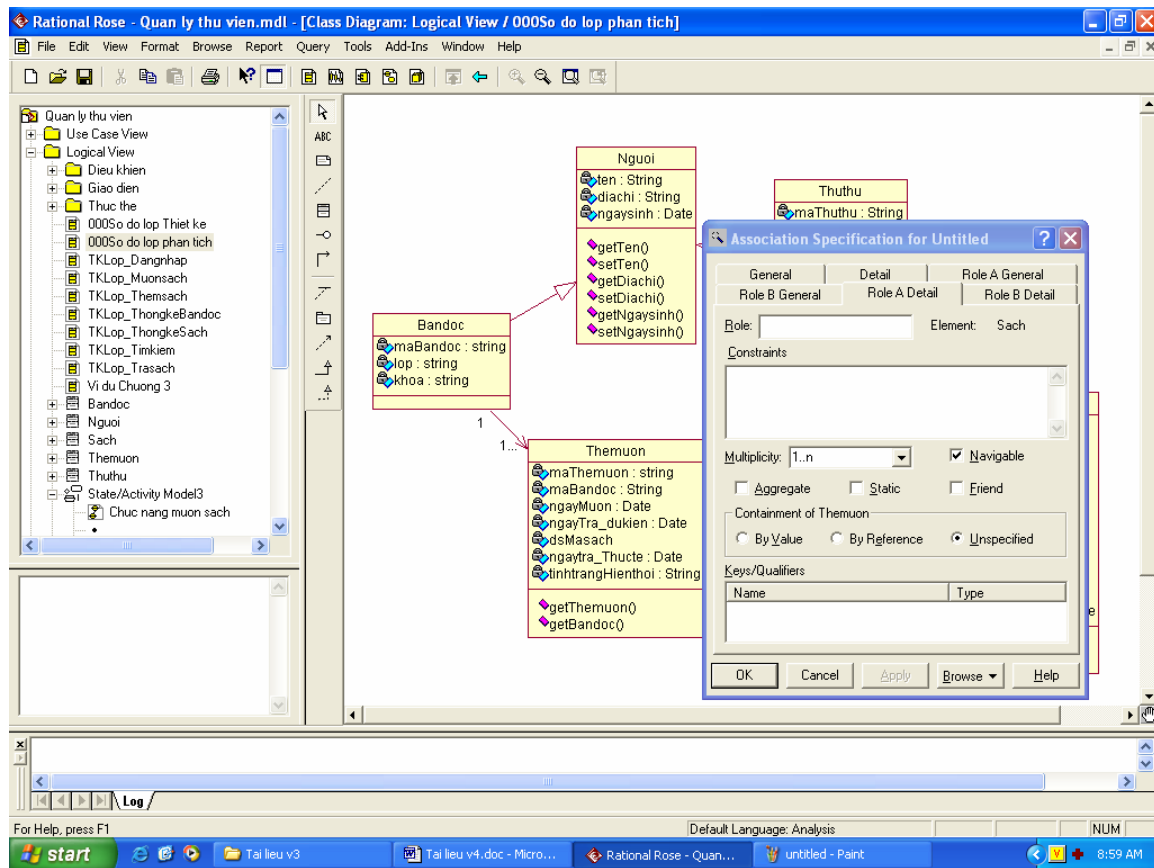 Rational Rose - Quan ly thu vien.mdl - [Class Diagram: Logical View / 000So do lop phan tich]
File Edit View Format Browse Report Query Tools Add-Ins Window Help
Quan ly thu vien
Use Case View
Logical View
Dieu khien
Giao dien
Thuc the
000So do lop Thiet ke
000So do lop phan tich
TKLop_Dangnhap
TKLop_Muonsach
TKLop_Themsach
TKLop_ThongkeBandoc
TKLop_ThongkeSach
TKLop_Timkiem
TKLop_Trasach
Vi du Chuong 3
Bandoc
Nguoi
Sach
Themuon
Thuthu
State/Activity Model3
Chuc nang muon sach
ABC
Nguoi
ten : String
diachi : String
ngaysinh : Date
getTen()
setTen()
getDiachi()
setDiachi()
getNgaysinh()
setNgaysinh()
Thuthu
maThuthu : String
Bandoc
maBandoc : string
lop : string
khoa : string
1
1...
Themuon
maThemuon : string
maBandoc : String
ngayMuon : Date
ngayTra_dukien : Date
dsMasach
ngaytra_Thucte : Date
tinhtrangHienthoi : String
getThemuon()
getBandoc()
e
Association Specification for Untitled
General Detail Role A General
Role B General Role A Detail Role B Detail
Role: Element: Sach
Constraints
Multiplicity: 1..n Navigable
Aggregate Static Friend
Containment of Themuon
By Value By Reference Unspecified
Keys/Qualifiers
Name Type
OK Cancel Apply Browse Help
Log
For Help, press F1 Default Language: Analysis NUM
start Tai lieu v3 Tai lieu v4.doc - Micro... Rational Rose - Quan... untitled - Paint V 8:59 AM